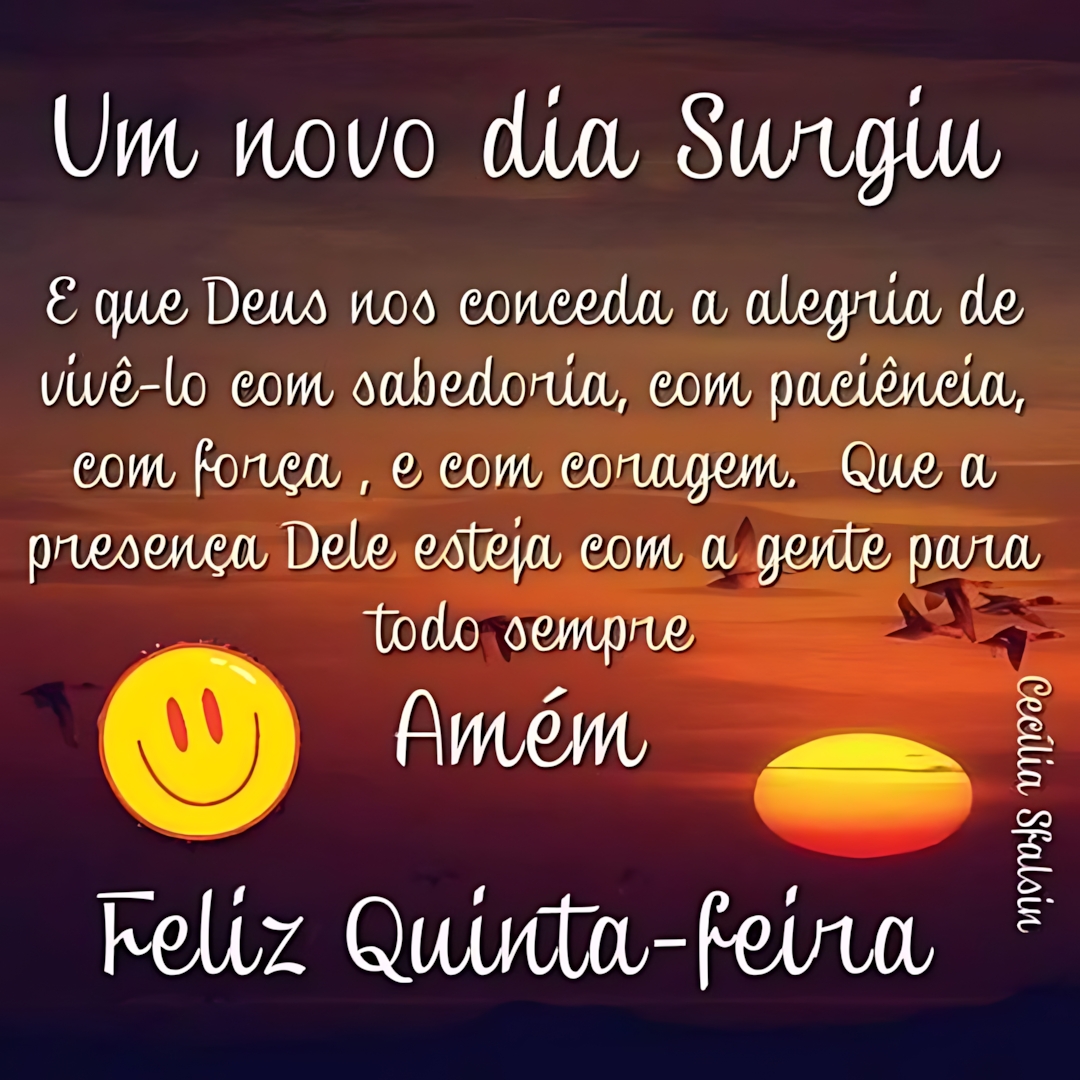 Um novo dia Surgiu
E que Deus nos conceda a alegria de
vivê-lo com sabedoria, com paciência,
com força , e com coragem. Que a
presença Dele esteja com a gente para
todo sempre
Amém
Cecília Sfalsin
Feliz Quinta-feira